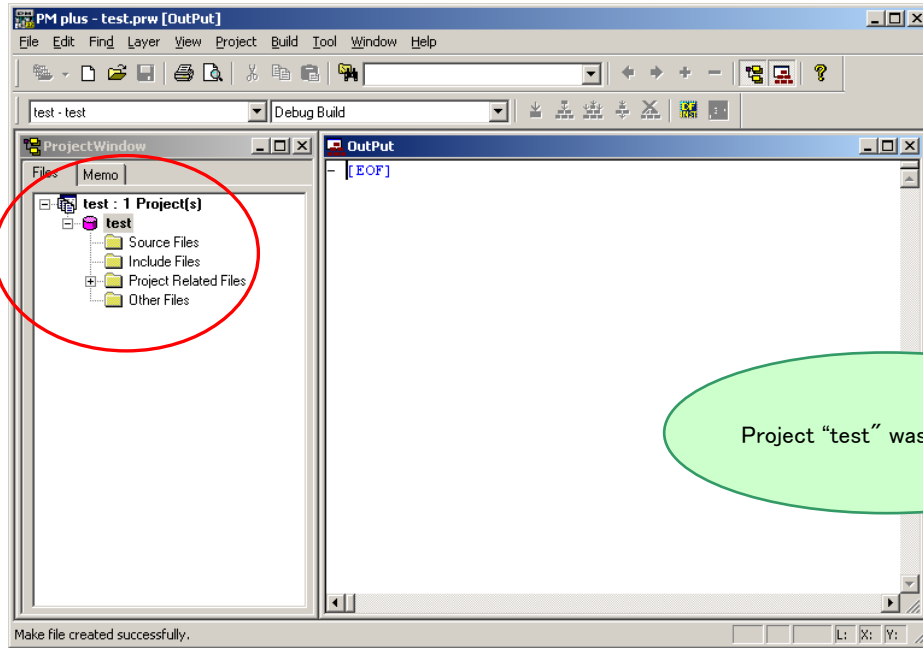 PM plus - test.prw [OutPut]
File Edit Find Layer View Project Build Tool Window Help
test - test
Debug Build
ProjectWindow
OutPut
Files Memo
[EOF]
test : 1 Project(s)
test
Source Files
Include Files
Project Related Files
Other Files
Project “test” was
Make file created successfully.
L: X: Y: